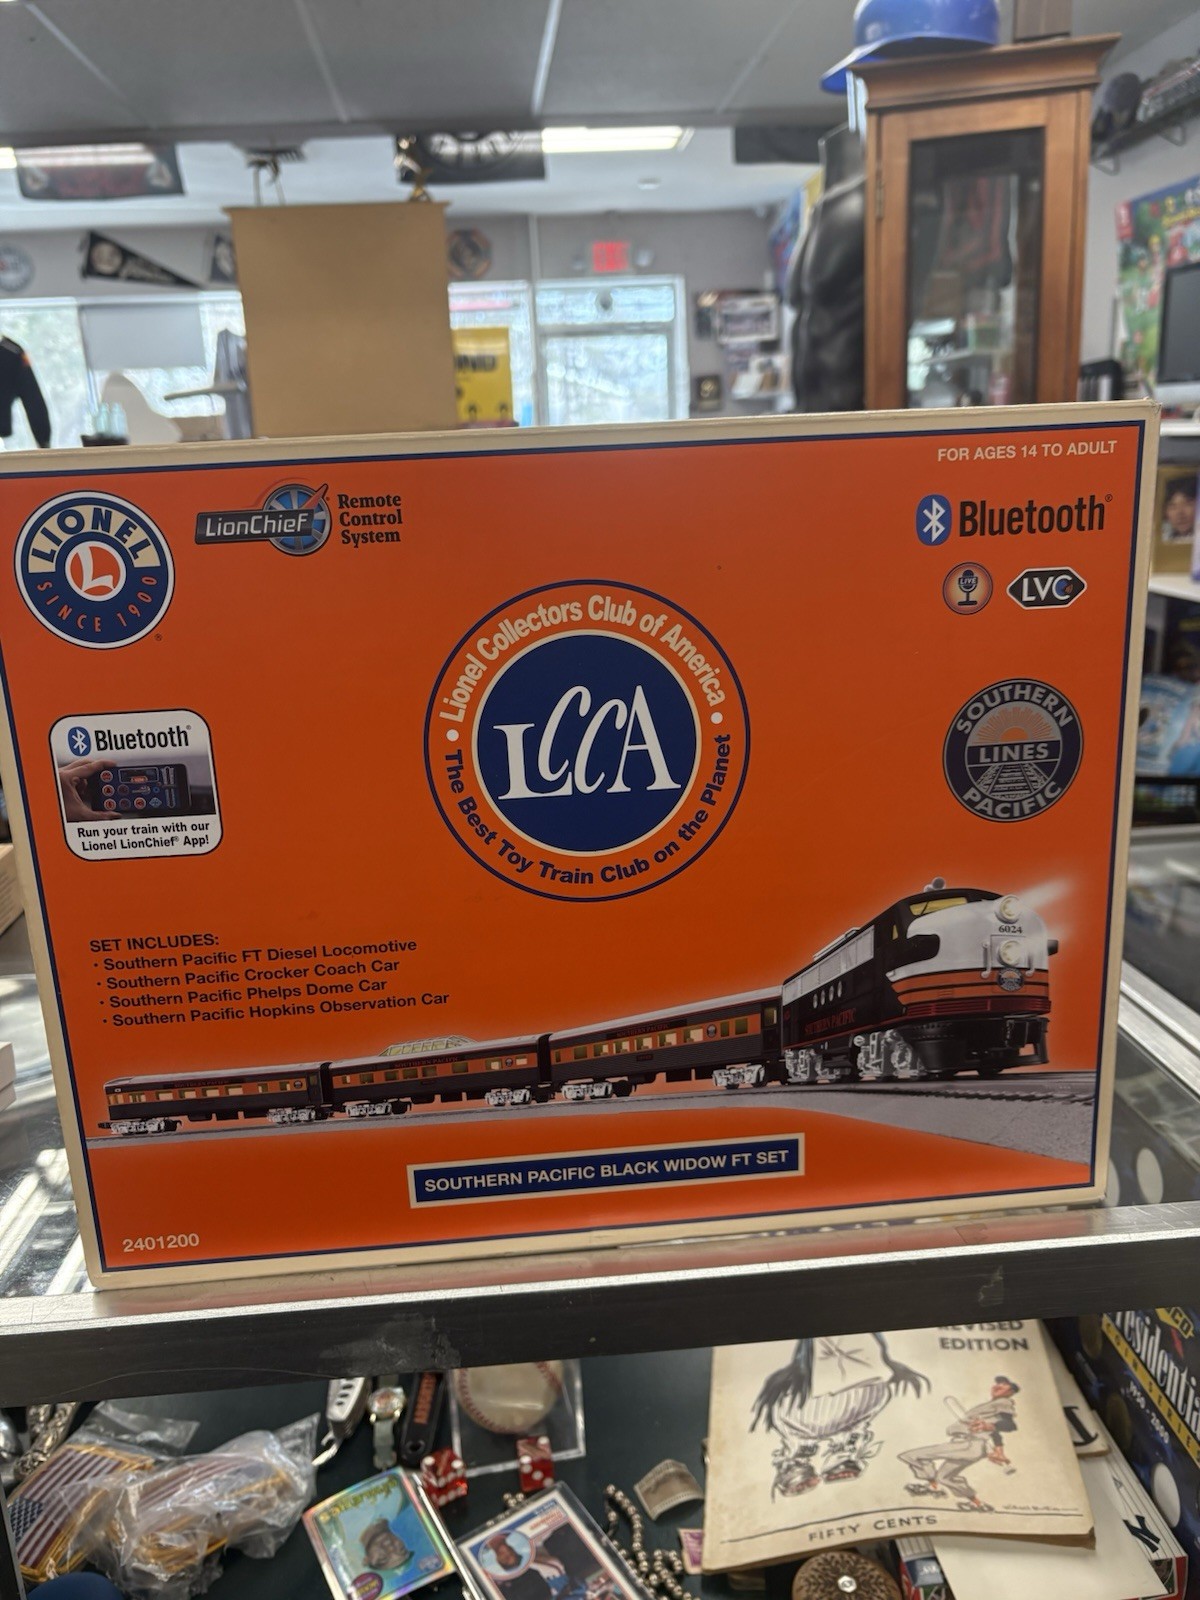 FOR AGES 14 TO ADULT
LIONEL
SINCE 1900
LionChief
Remote
Control
System
Bluetooth®
LIVE
LVC
Lionel Collectors Club of America
LCCA
The Best Toy Train Club on the Planet
SOUTHERN
LINES
PACIFIC
Bluetooth®
Run your train with our
Lionel LionChief® App!
SET INCLUDES:
· Southern Pacific FT Diesel Locomotive
· Southern Pacific Crocker Coach Car
· Southern Pacific Phelps Dome Car
· Southern Pacific Hopkins Observation Car
6024
SOUTHERN PACIFIC
SOUTHERN PACIFIC BLACK WIDOW FT SET
2401200
REVISED
EDITION
FIFTY CENTS